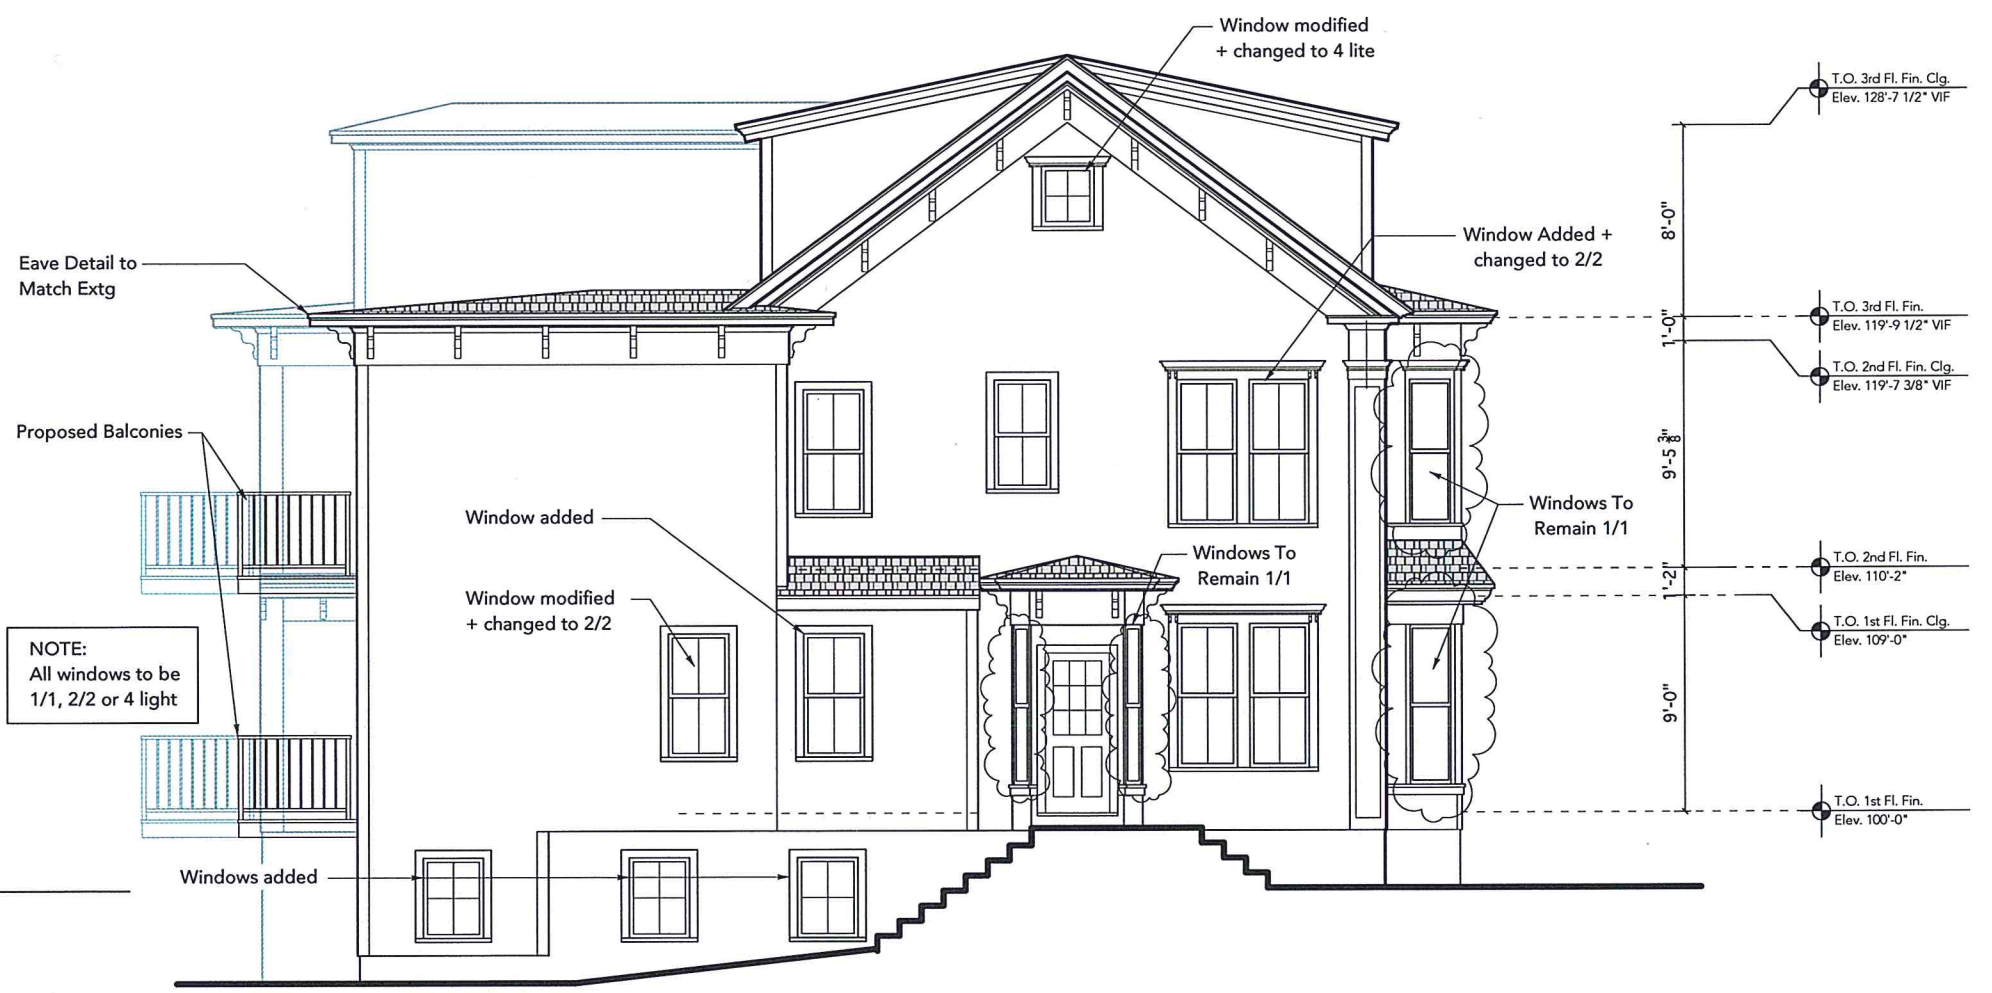 Window modified
+ changed to 4 lite
T.O. 3rd Fl. Fin. Clg.
Elev. 128'-7 1/2" VIF
8'-0"
Window Added +
changed to 2/2
Eave Detail to
Match Extg
T.O. 3rd Fl. Fin.
Elev. 119'-9 1/2" VIF
1'-0"
T.O. 2nd Fl. Fin. Clg.
Elev. 119'-7 3/8" VIF
Proposed Balconies
9'-5 3/8"
Window added
Windows To
Remain 1/1
Windows To
Remain 1/1
T.O. 2nd Fl. Fin.
Elev. 110'-2"
1'-2"
Window modified
+ changed to 2/2
T.O. 1st Fl. Fin. Clg.
Elev. 109'-0"
NOTE:
All windows to be
1/1, 2/2 or 4 light
9'-0"
T.O. 1st Fl. Fin.
Elev. 100'-0"
Windows added